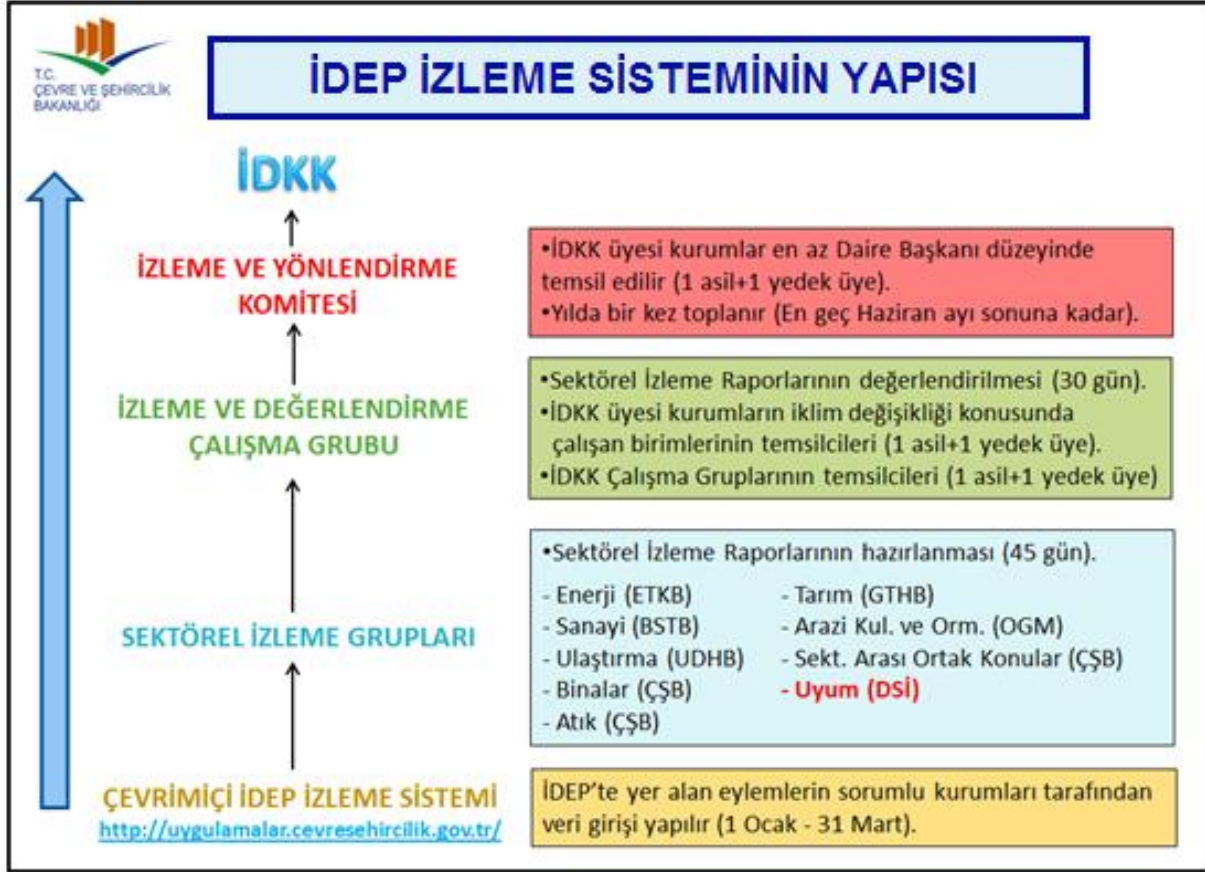 T.C.
ÇEVRE VE ŞEHİRCİLİK
BAKANLIĞI
İDEP İZLEME SİSTEMİNİN YAPISI
İDKK
İZLEME VE YÖNLENDİRME
KOMİTESİ
•İDKK üyesi kurumlar en az Daire Başkanı düzeyinde
temsil edilir (1 asil+1 yedek üye).
•Yılda bir kez toplanır (En geç Haziran ayı sonuna kadar).
İZLEME VE DEĞERLENDİRME
ÇALIŞMA GRUBU
•Sektörel İzleme Raporlarının değerlendirilmesi (30 gün).
•İDKK üyesi kurumların iklim değişikliği konusunda
çalışan birimlerinin temsilcileri (1 asil+1 yedek üye).
•İDKK Çalışma Gruplarının temsilcileri (1 asil+1 yedek üye)
SEKTÖREL İZLEME GRUPLARI
•Sektörel İzleme Raporlarının hazırlanması (45 gün).
- Enerji (ETKB)
- Sanayi (BSTB)
- Ulaştırma (UDHB)
- Binalar (ÇŞB)
- Atık (ÇŞB)
- Tarım (GTHB)
- Arazi Kul. ve Orm. (OGM)
- Sekt. Arası Ortak Konular (ÇŞB)
- Uyum (DSİ)
ÇEVRİMİÇİ İDEP İZLEME SİSTEMİ
http://uygulamalar.cevresehircilik.gov.tr/
İDEP'te yer alan eylemlerin sorumlu kurumları tarafından
veri girişi yapılır (1 Ocak - 31 Mart).